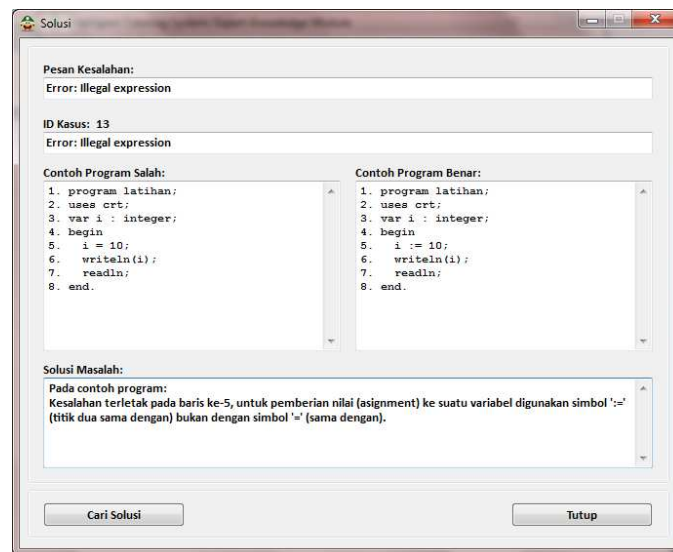 Solusi
Pesan Kesalahan:
Error: Illegal expression
ID Kasus: 13
Error: Illegal expression
Contoh Program Salah:
1. program latihan;
2. uses crt;
3. var i : integer;
4. begin
5. i = 10;
6. writeln(i);
7. readln;
8. end.
Contoh Program Benar:
1. program latihan;
2. uses crt;
3. var i : integer;
4. begin
5. i := 10;
6. writeln(i);
7. readln;
8. end.
Solusi Masalah:
Pada contoh program:
Kesalahan terletak pada baris ke-5, untuk pemberian nilai (asignment) ke suatu variabel digunakan simbol ':='
(titik dua sama dengan) bukan dengan simbol '=' (sama dengan).
Cari Solusi
Tutup